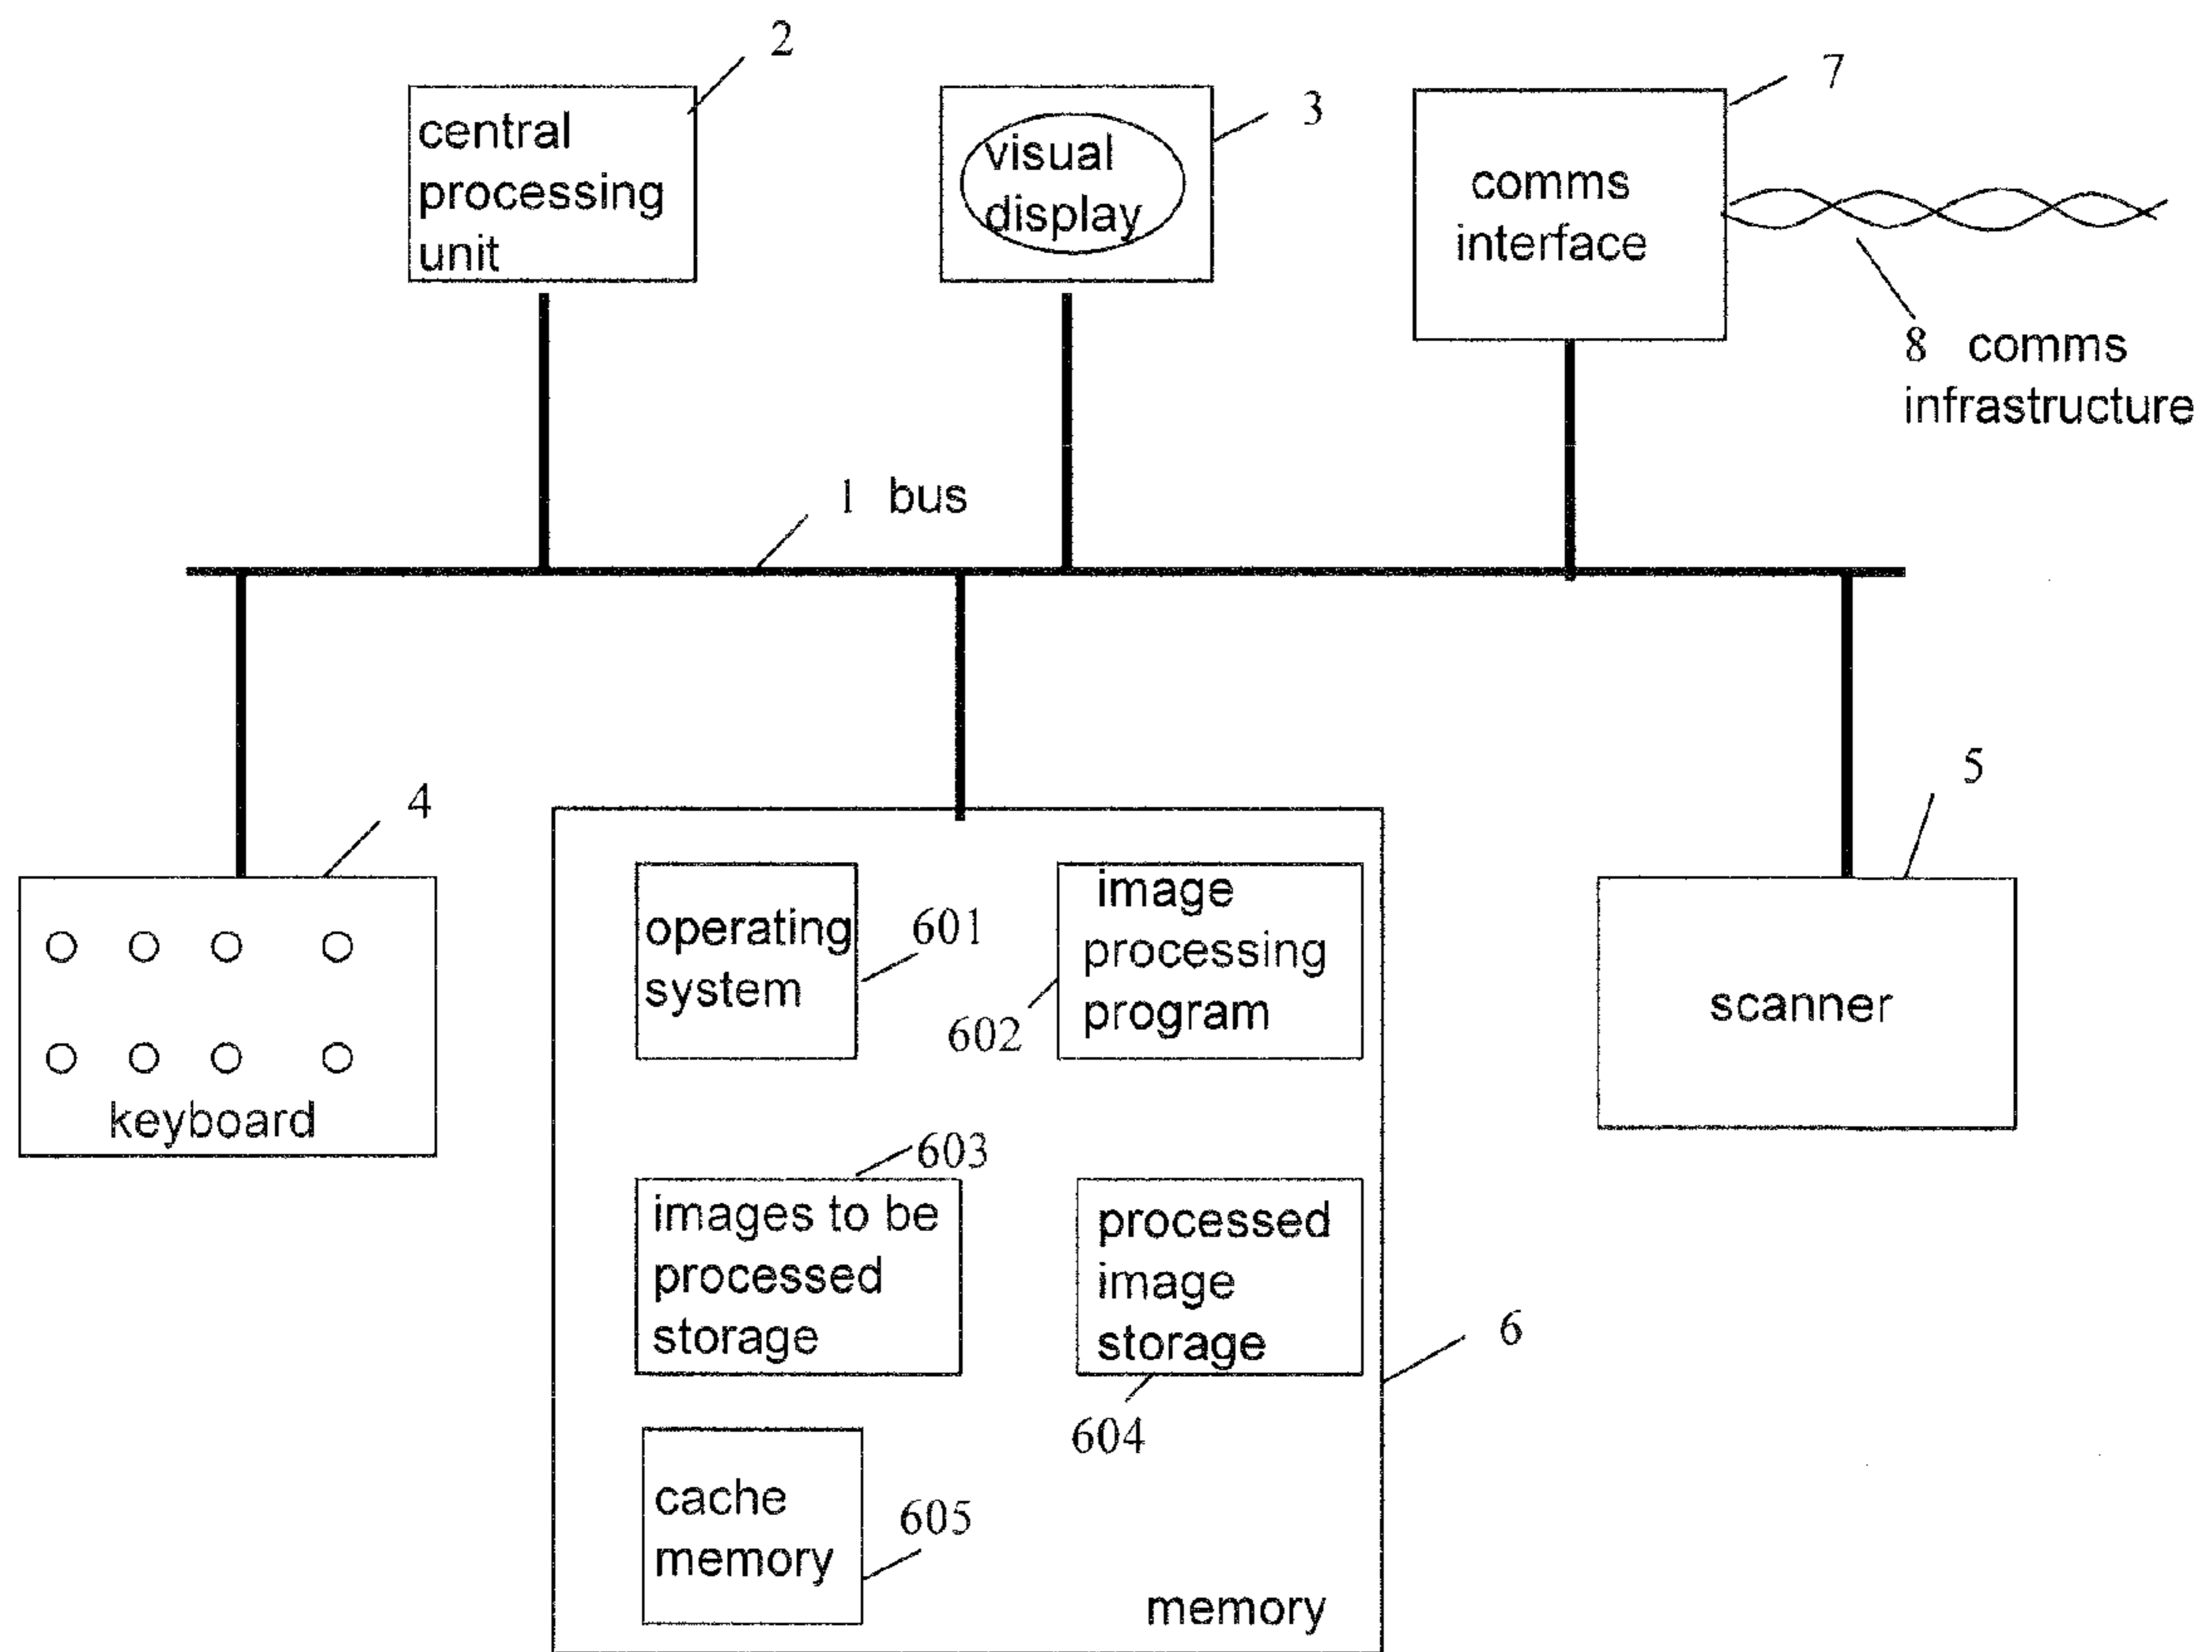 2
central
processing
unit
3
visual
display
7
comms
interface
8 comms
infrastructure
1 bus
4
keyboard
operating
system
601
image
processing
program
602
5
scanner
603
images to be
processed
storage
processed
image
storage
604
6
cache
memory
605
memory